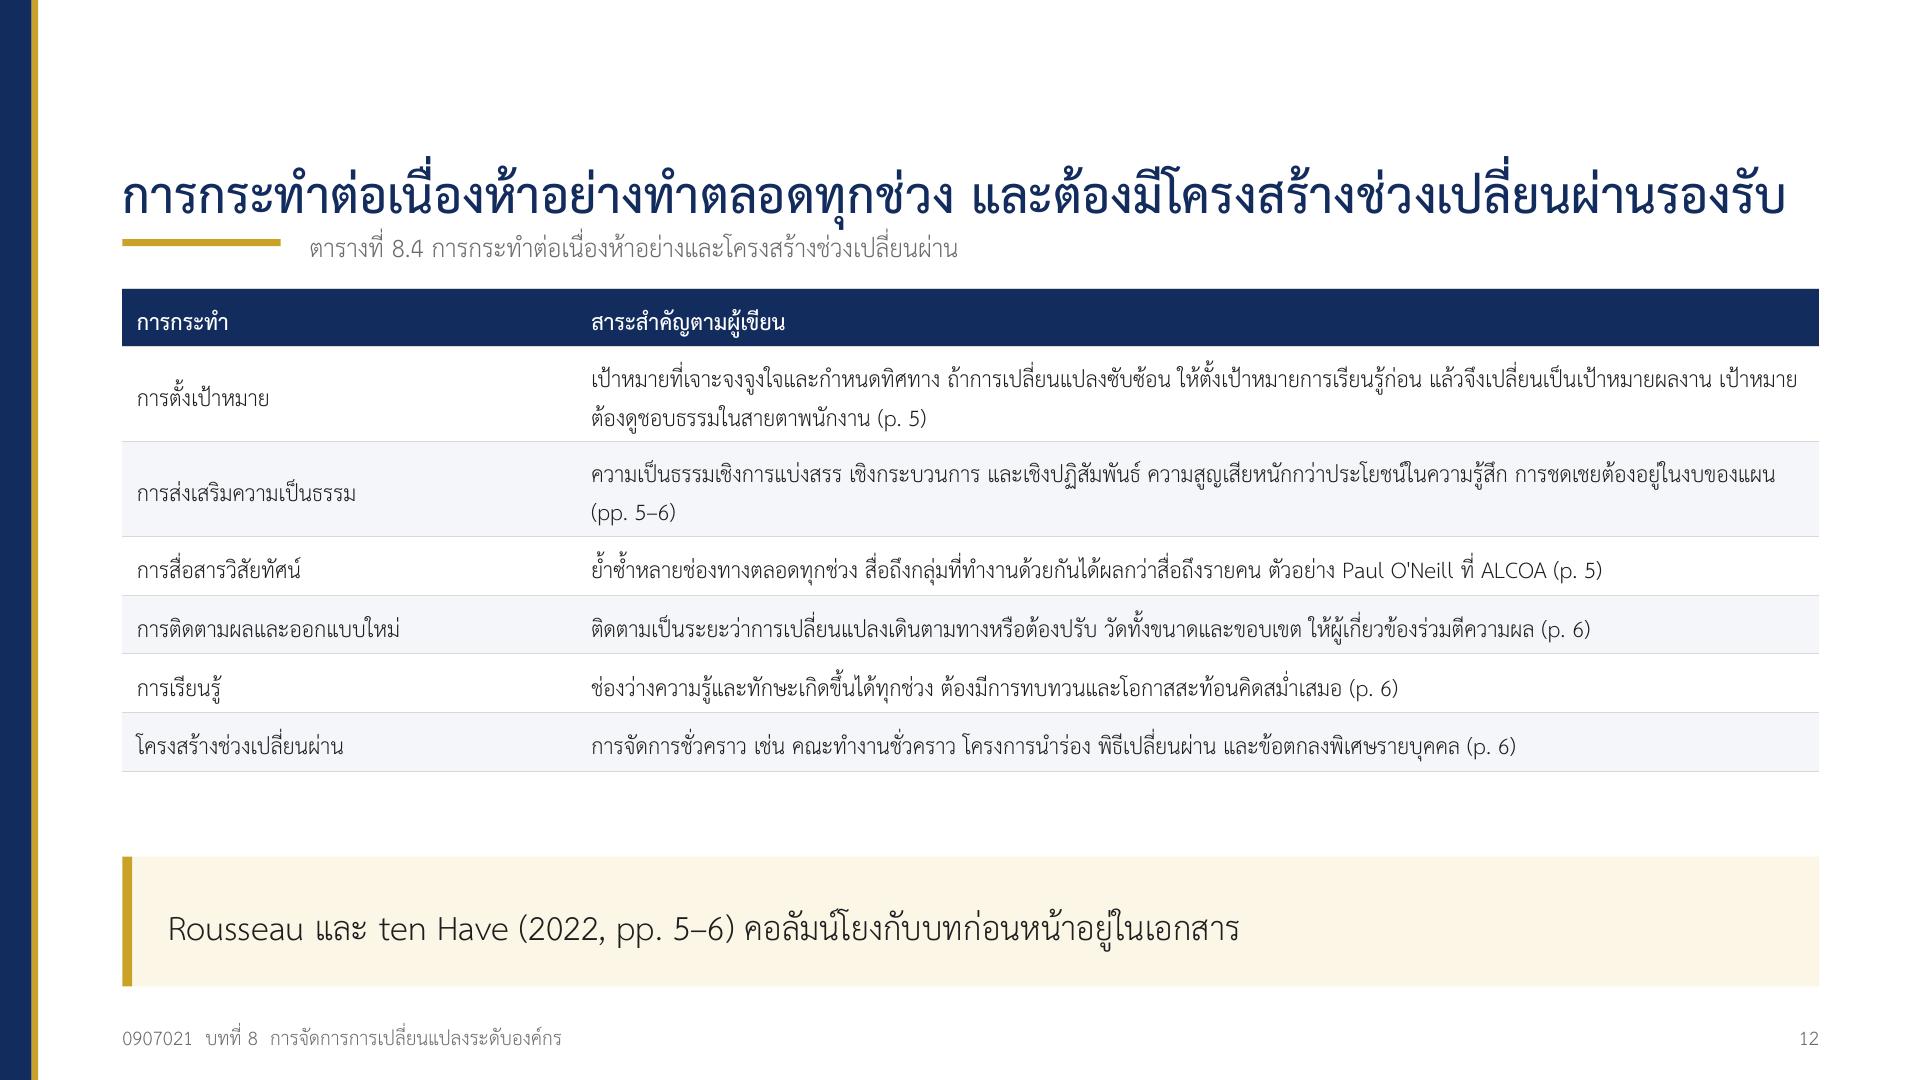 การกระทำต่อเนื่องห้าอย่างทำตลอดทุกช่วง และต้องมีโครงสร้างช่วงเปลี่ยนผ่านรองรับ
ตารางที่ 8.4 การกระทำต่อเนื่องห้าอย่างและโครงสร้างช่วงเปลี่ยนผ่าน
การกระทำ
สาระสำคัญตามผู้เขียน
การตั้งเป้าหมาย
เป้าหมายที่เจาะจงจูงใจและกำหนดทิศทาง ถ้าการเปลี่ยนแปลงซับซ้อน ให้ตั้งเป้าหมายการเรียนรู้ก่อน แล้วจึงเปลี่ยนเป็นเป้าหมายผลงาน เป้าหมาย
ต้องดูชอบธรรมในสายตาพนักงาน (p. 5)
การส่งเสริมความเป็นธรรม
ความเป็นธรรมเชิงการแบ่งสรร เชิงกระบวนการ และเชิงปฏิสัมพันธ์ ความสูญเสียหนักกว่าประโยชน์ในความรู้สึก การชดเชยต้องอยู่ในงบของแผน
(pp. 5–6)
การสื่อสารวิสัยทัศน์
ย้ำซ้ำหลายช่องทางตลอดทุกช่วง สื่อถึงกลุ่มที่ทำงานด้วยกันได้ผลกว่าสื่อถึงรายคน ตัวอย่าง Paul O'Neill ที่ ALCOA (p. 5)
การติดตามผลและออกแบบใหม่
ติดตามเป็นระยะว่าการเปลี่ยนแปลงเดินตามทางหรือต้องปรับ วัดทั้งขนาดและขอบเขต ให้ผู้เกี่ยวข้องร่วมตีความผล (p. 6)
การเรียนรู้
ช่องว่างความรู้และทักษะเกิดขึ้นได้ทุกช่วง ต้องมีการทบทวนและโอกาสสะท้อนคิดสม่ำเสมอ (p. 6)
โครงสร้างช่วงเปลี่ยนผ่าน
การจัดการชั่วคราว เช่น คณะทำงานชั่วคราว โครงการนำร่อง พิธีเปลี่ยนผ่าน และข้อตกลงพิเศษรายบุคคล (p. 6)
Rousseau และ ten Have (2022, pp. 5–6) คอลัมน์โยงกับบทก่อนหน้าอยู่ในเอกสาร
0907021 บทที่ 8 การจัดการการเปลี่ยนแปลงระดับองค์กร
12